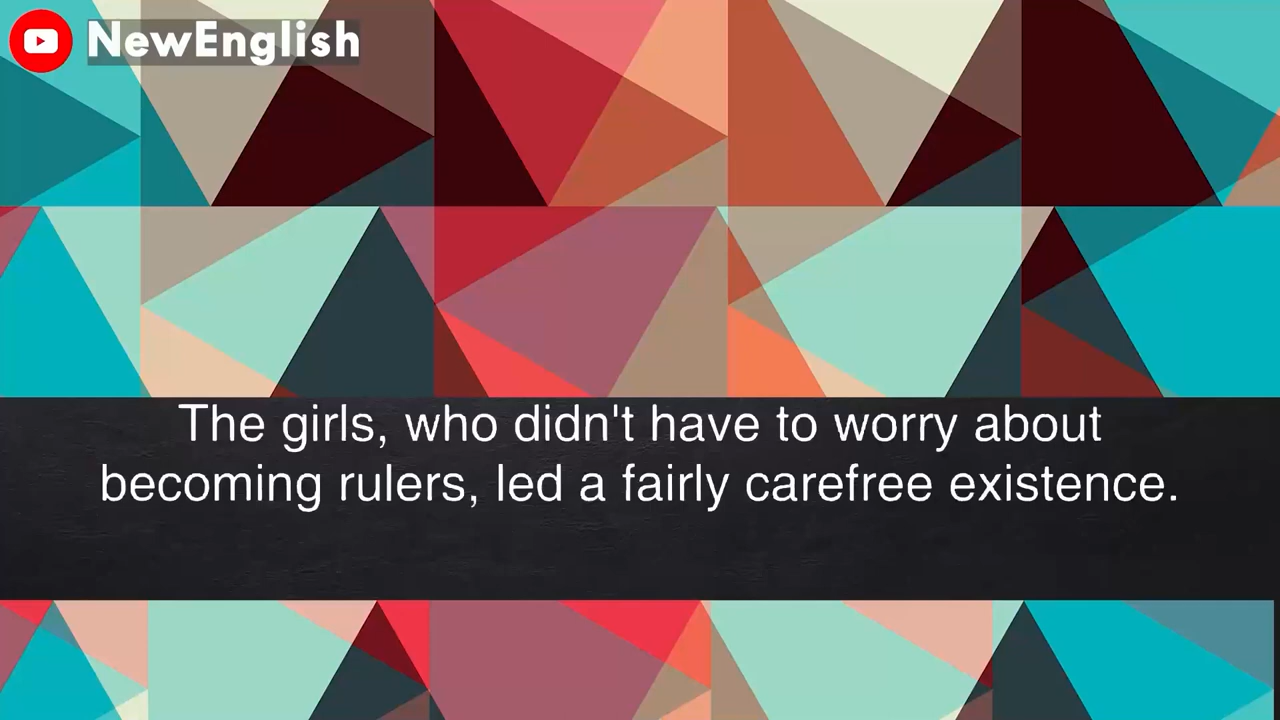 NewEnglish
The girls, who didn't have to worry about
becoming rulers, led a fairly carefree existence.